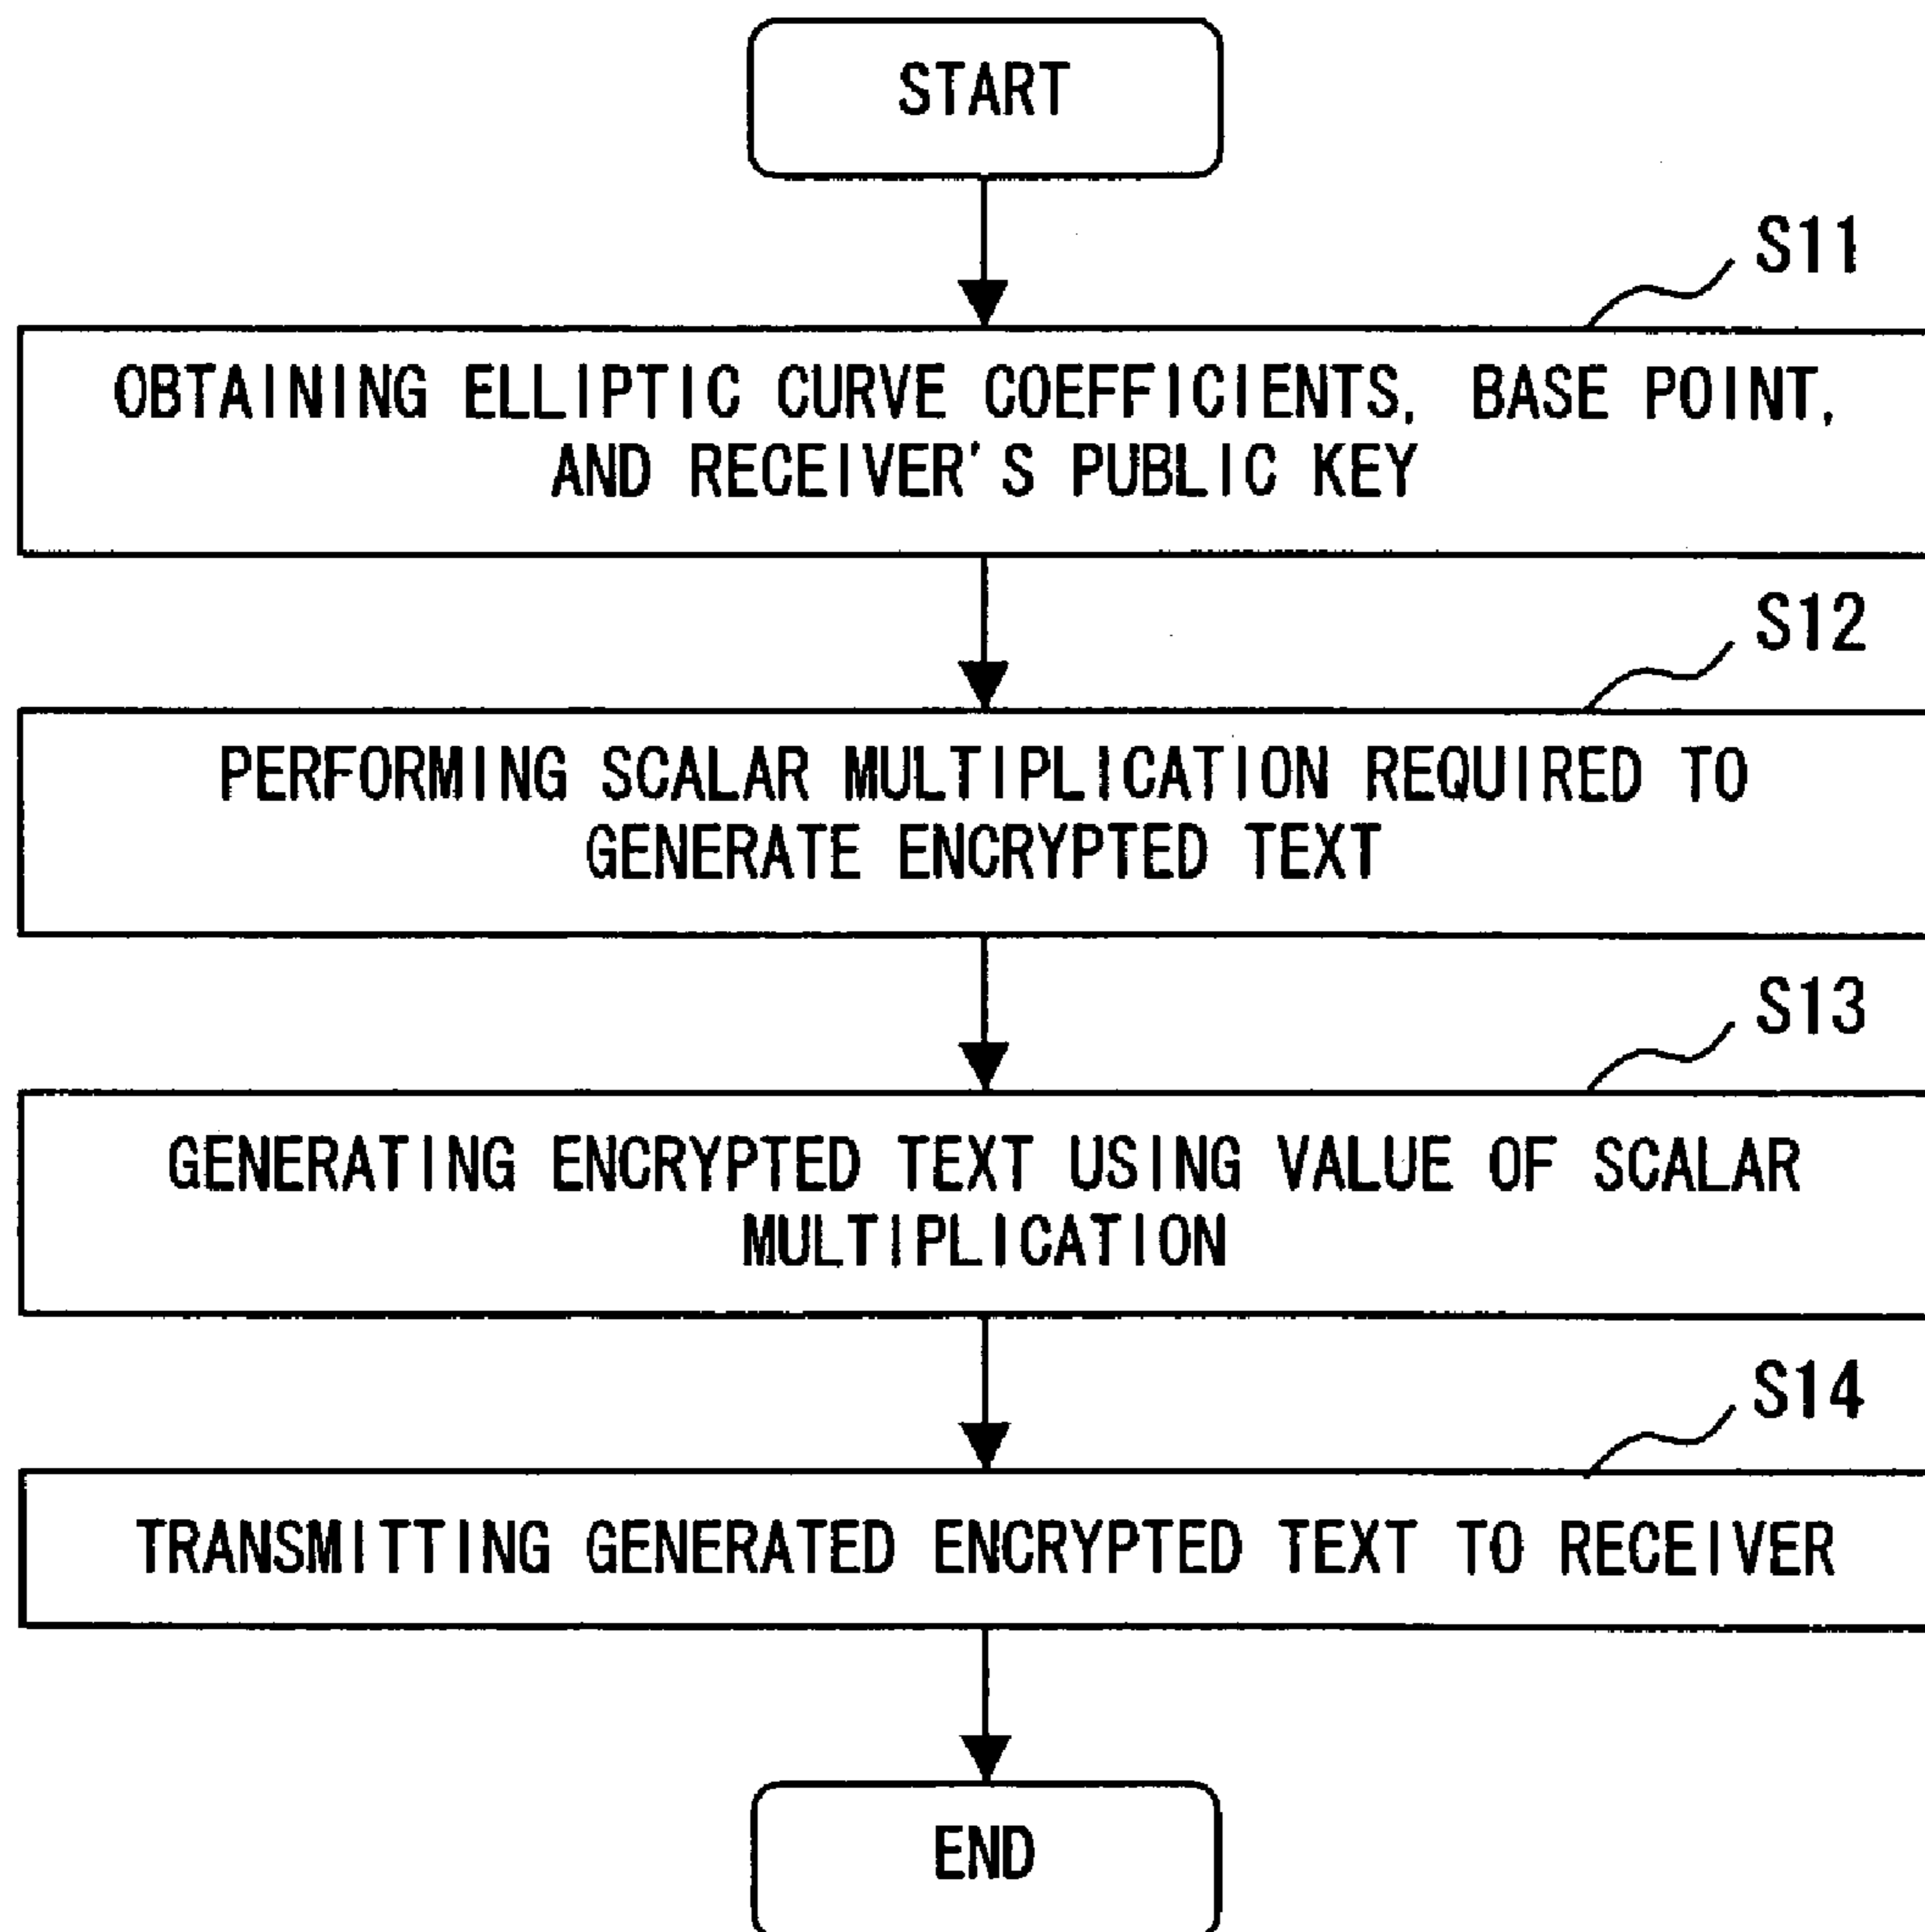 START
S11
OBTAINING ELLIPTIC CURVE COEFFICIENTS, BASE POINT,
AND RECEIVER'S PUBLIC KEY
S12
PERFORMING SCALAR MULTIPLICATION REQUIRED TO
GENERATE ENCRYPTED TEXT
S13
GENERATING ENCRYPTED TEXT USING VALUE OF SCALAR
MULTIPLICATION
S14
TRANSMITTING GENERATED ENCRYPTED TEXT TO RECEIVER
END